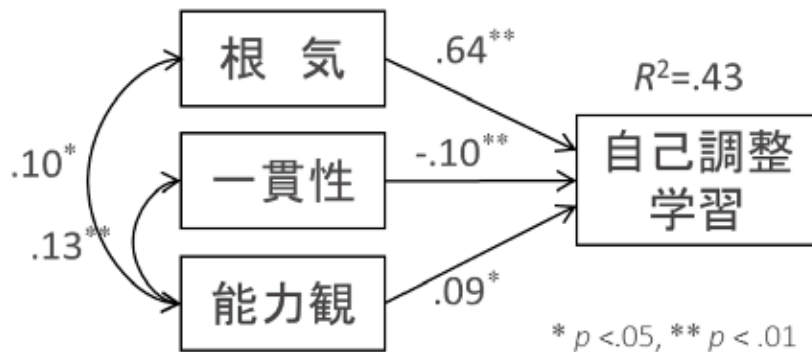 根 気
.64**
R²=.43
.10*
一貫性
-.10**
自己調整
学習
.13**
能力観
.09*
* p <.05, ** p < .01